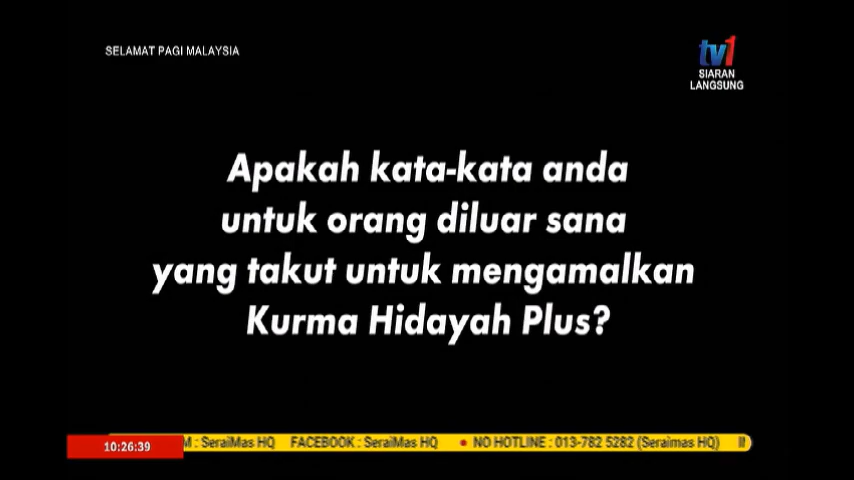 SELAMAT PAGI MALAYSIA
tv1
SIARAN
LANGSUNG
Apakah kata-kata anda
untuk orang diluar sana
yang takut untuk mengamalkan
Kurma Hidayah Plus?
10:26:39
: SeraiMas HQ FACEBOOK : SeraiMas HQ • NO HOTLINE : 013-782 5282 (Seraimas HQ)